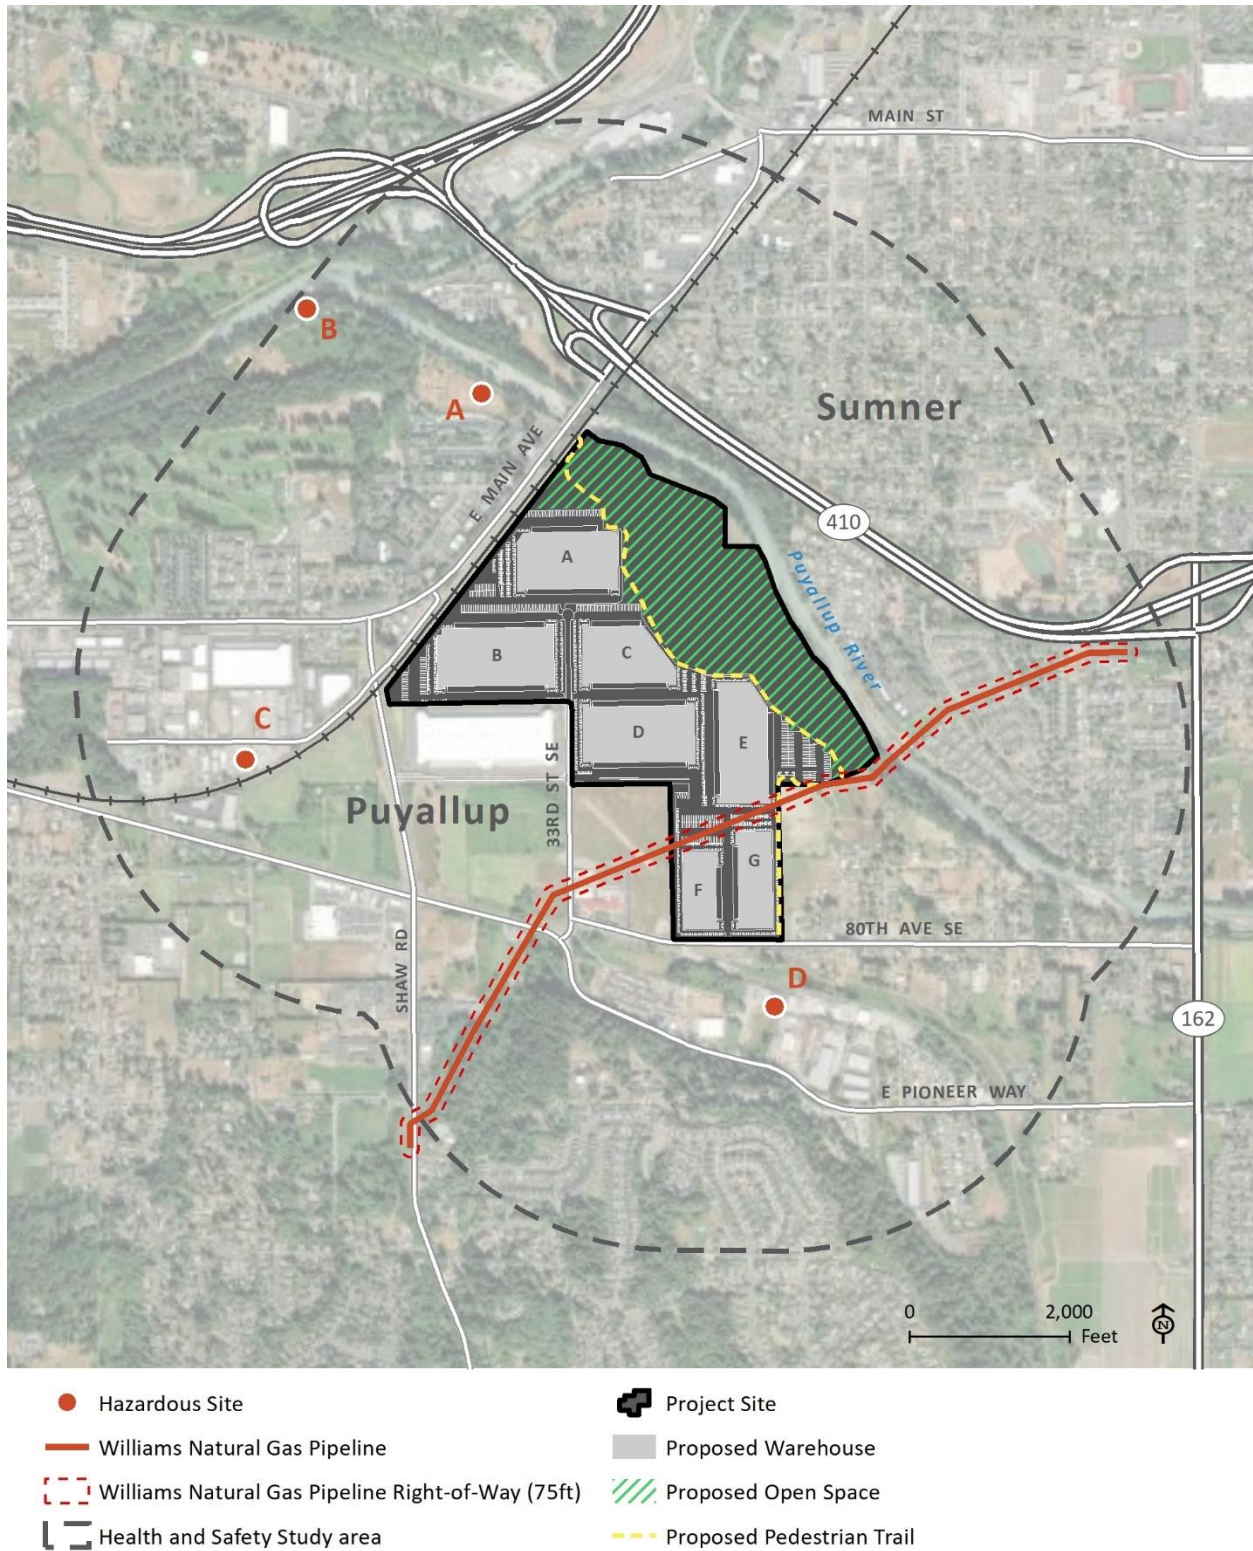 MAIN ST
B
A
Sumner
E MAIN AVE
410
A
Puyallup River
B
C
D
E
C
Puyallup
33RD ST SE
F
G
SHAW RD
80TH AVE SE
D
162
E PIONEER WAY
0 2,000
Feet
N
Hazardous Site
Williams Natural Gas Pipeline
Williams Natural Gas Pipeline Right-of-Way (75ft)
Health and Safety Study area
Project Site
Proposed Warehouse
Proposed Open Space
Proposed Pedestrian Trail